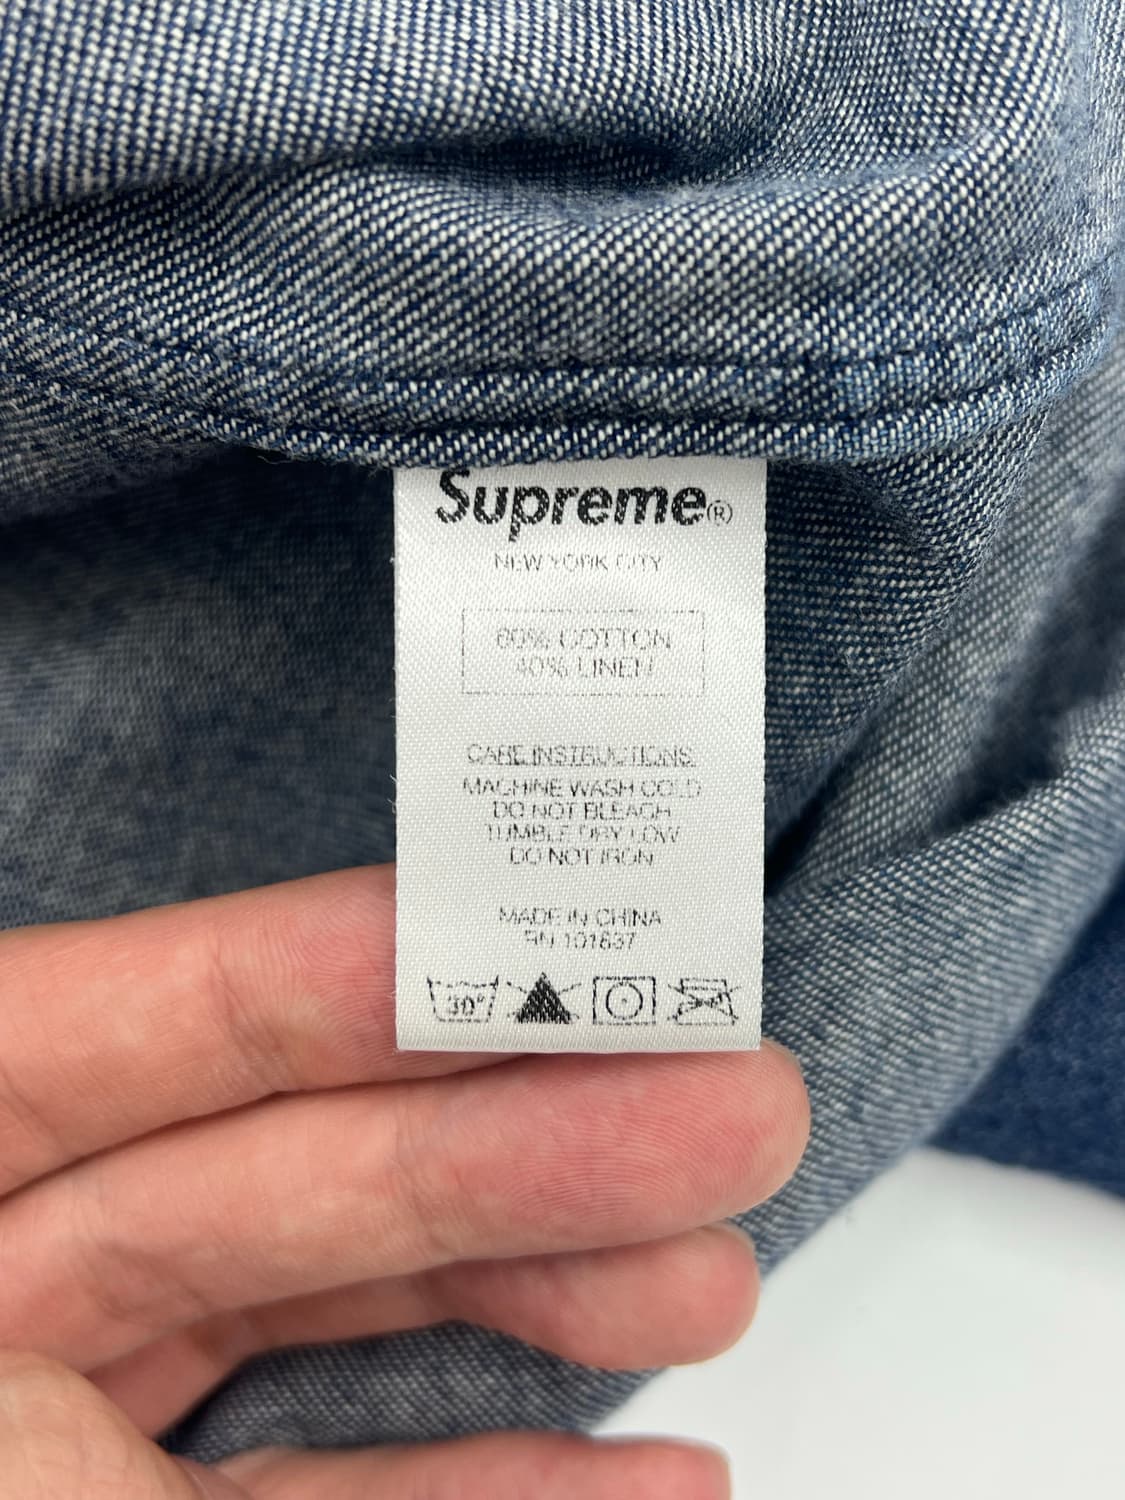 Supreme®
NEW YORK CITY
60% COTTON
40% LINEN
CARE INSTRUCTIONS:
MACHINE WASH COLD
DO NOT BLEACH
TUMBLE DRY LOW
DO NOT IRON
MADE IN CHINA
RN 101837
30°